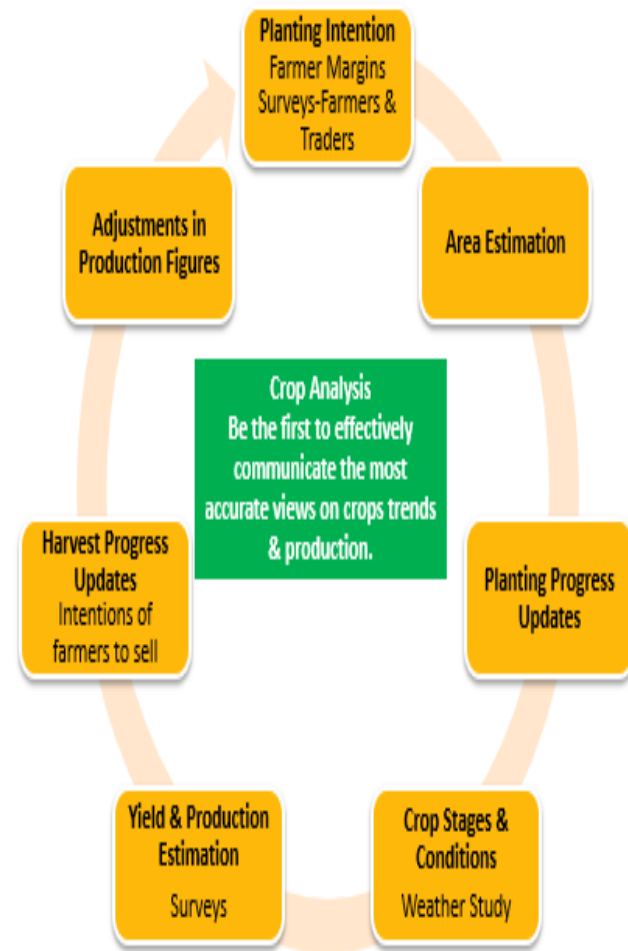 Planting Intention
Farmer Margins
Surveys-Farmers &
Traders
Area Estimation
Planting Progress
Updates
Crop Stages &
Conditions
Weather Study
Yield & Production
Estimation
Surveys
Harvest Progress
Updates
Intentions of
farmers to sell
Adjustments in
Production Figures
Crop Analysis
Be the first to effectively
communicate the most
accurate views on crops trends
& production.